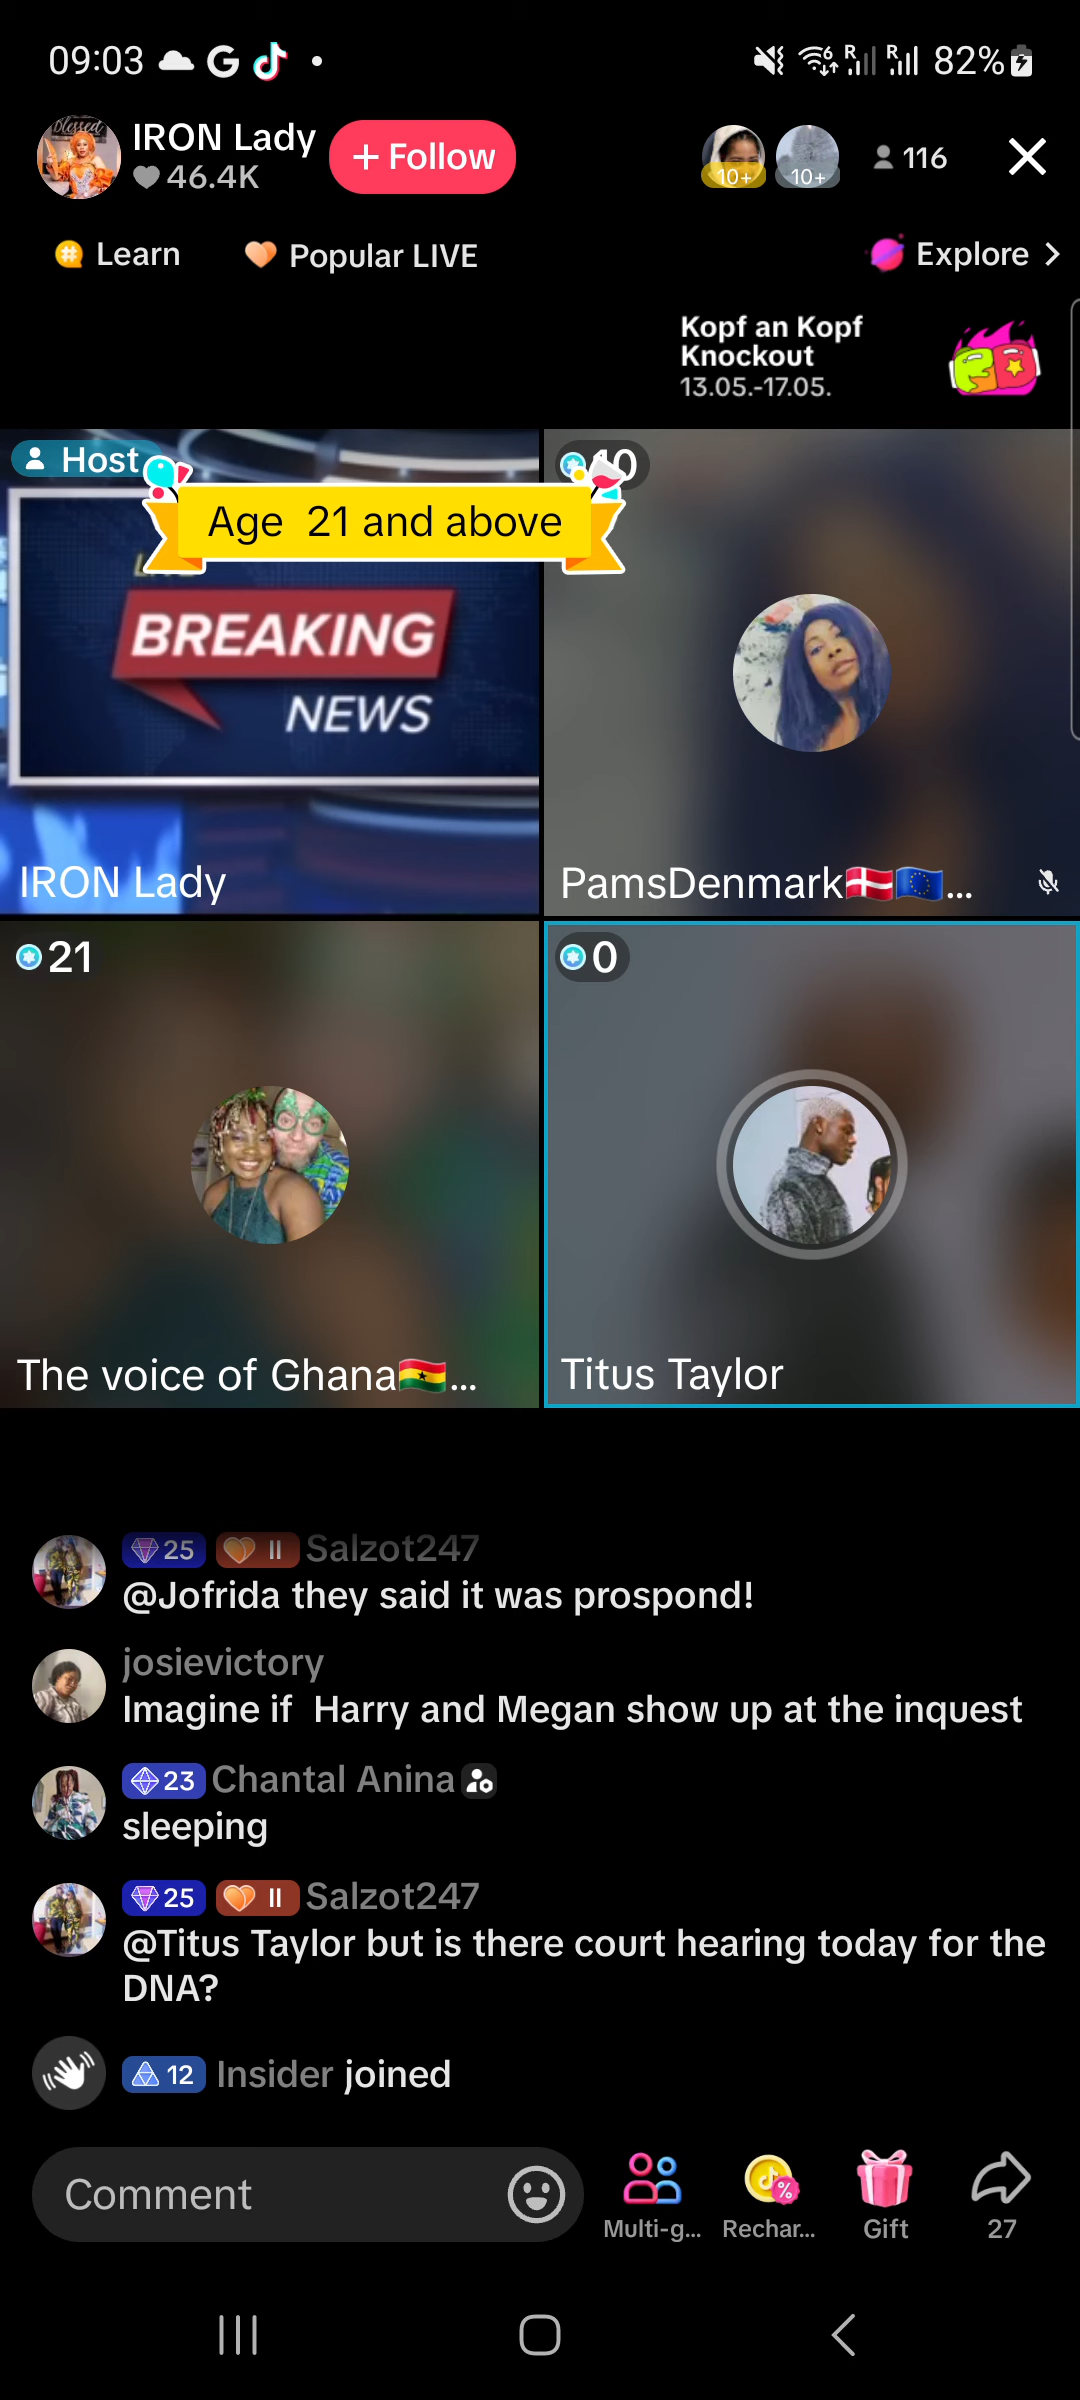 09:03
82%
IRON Lady
46.4K
+ Follow
10+
10+
116
Learn
Popular LIVE
Explore
Kopf an Kopf
Knockout
13.05.-17.05.
Host
Age 21 and above
BREAKING
NEWS
IRON Lady
PamsDenmark🇩🇰🇪🇺...
21
0
The voice of Ghana🇬🇭...
Titus Taylor
25 II Salzot247
@Jofrida they said it was prospond!
josievictory
Imagine if Harry and Megan show up at the inquest
23 Chantal Anina
sleeping
25 II Salzot247
@Titus Taylor but is there court hearing today for the
DNA?
12 Insider joined
Comment
Multi-g...
Rechar...
Gift
27